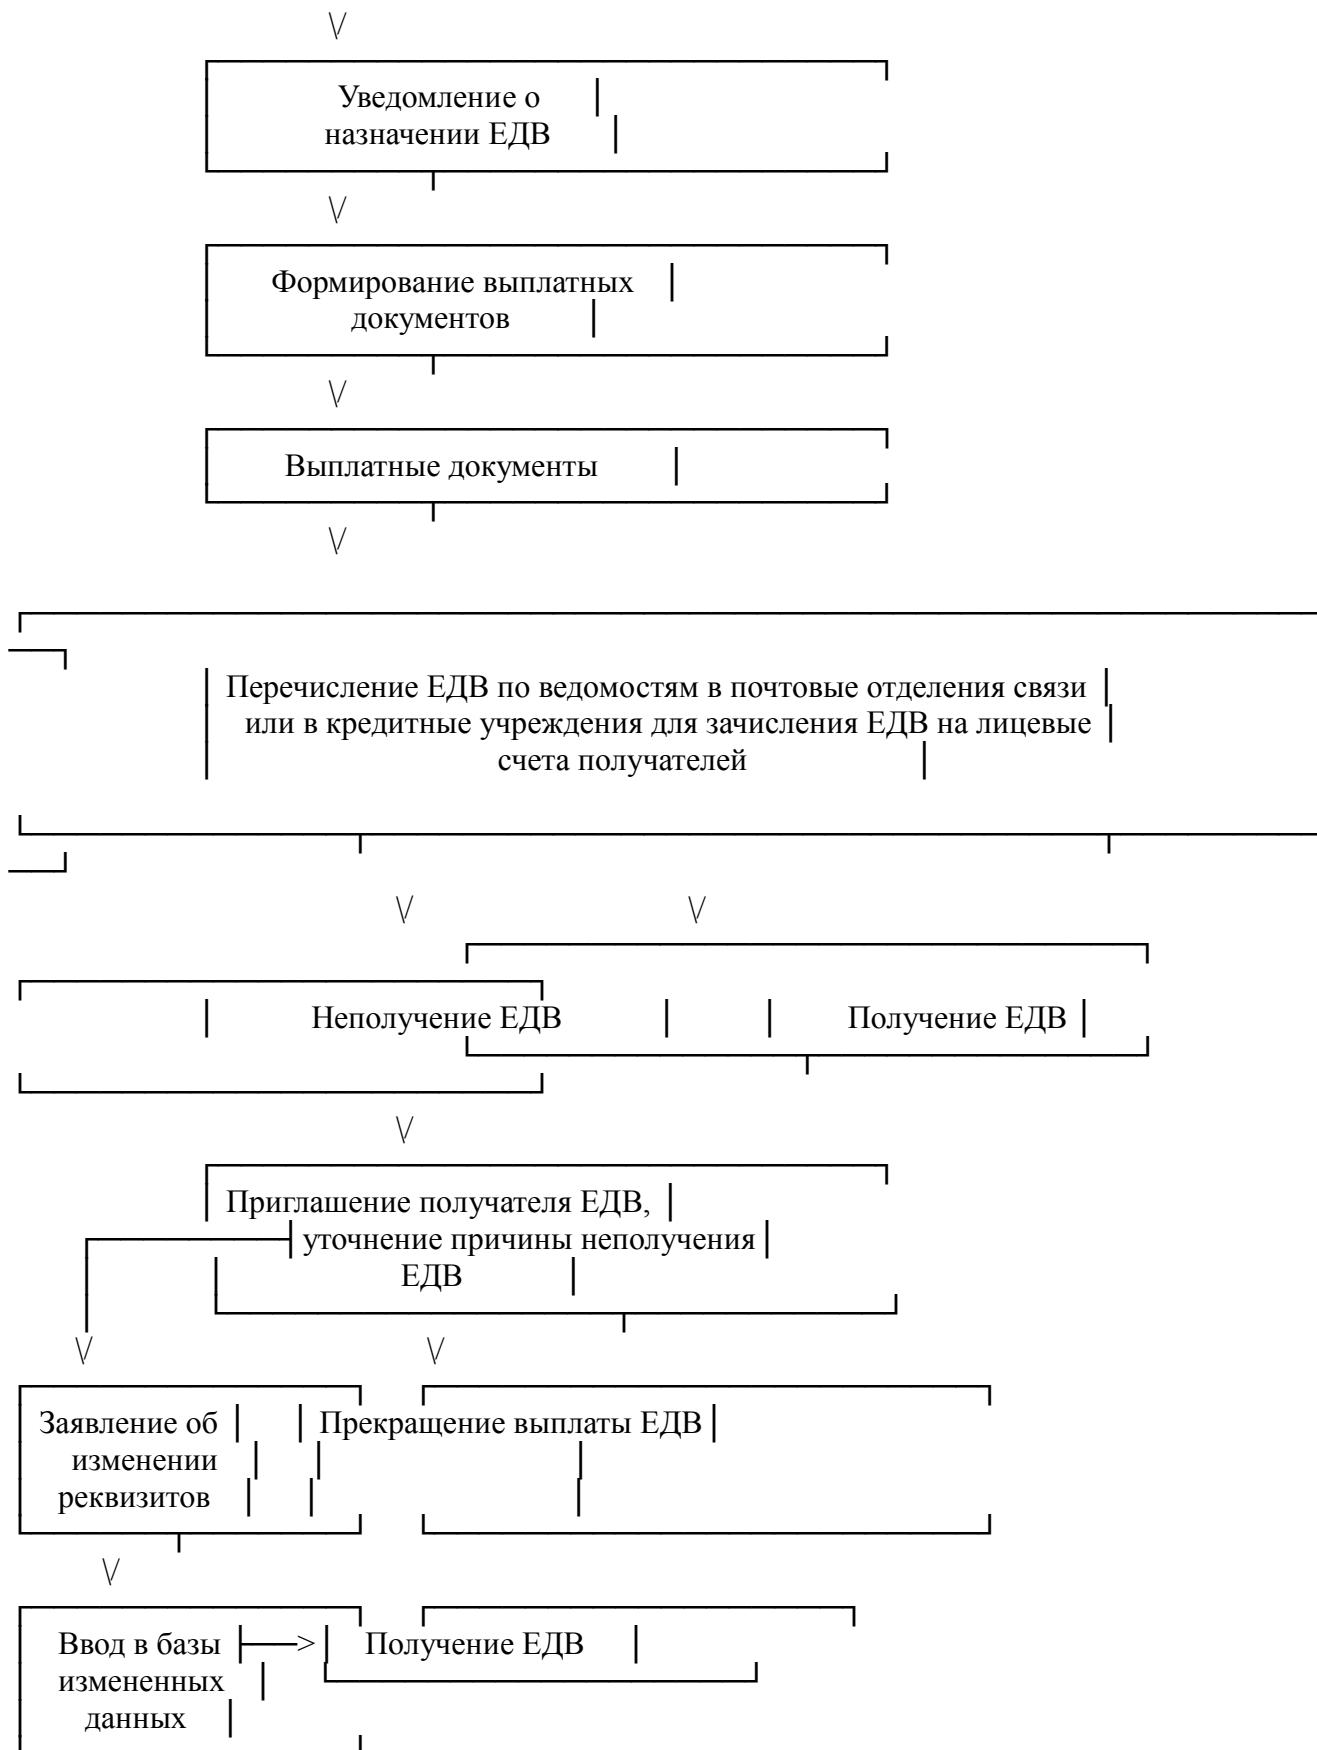 Уведомление о
назначении ЕДВ
Формирование выплатных
документов
Выплатные документы
Перечисление ЕДВ по ведомостям в почтовые отделения связи
или в кредитные учреждения для зачисления ЕДВ на лицевые
счета получателей
Неполучение ЕДВ
Получение ЕДВ
Приглашение получателя ЕДВ,
уточнение причины неполучения
ЕДВ
Заявление об
изменении
реквизитов
Прекращение выплаты ЕДВ
Ввод в базы
измененных
данных
Получение ЕДВ